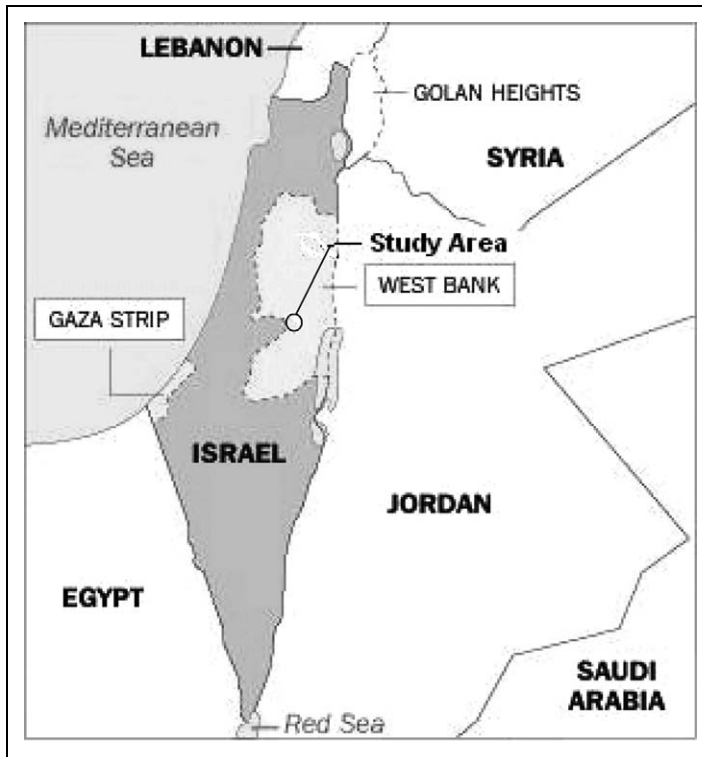 LEBANON
GOLAN HEIGHTS
Mediterranean
Sea
SYRIA
Study Area
WEST BANK
GAZA STRIP
ISRAEL
JORDAN
EGYPT
SAUDI
ARABIA
Red Sea